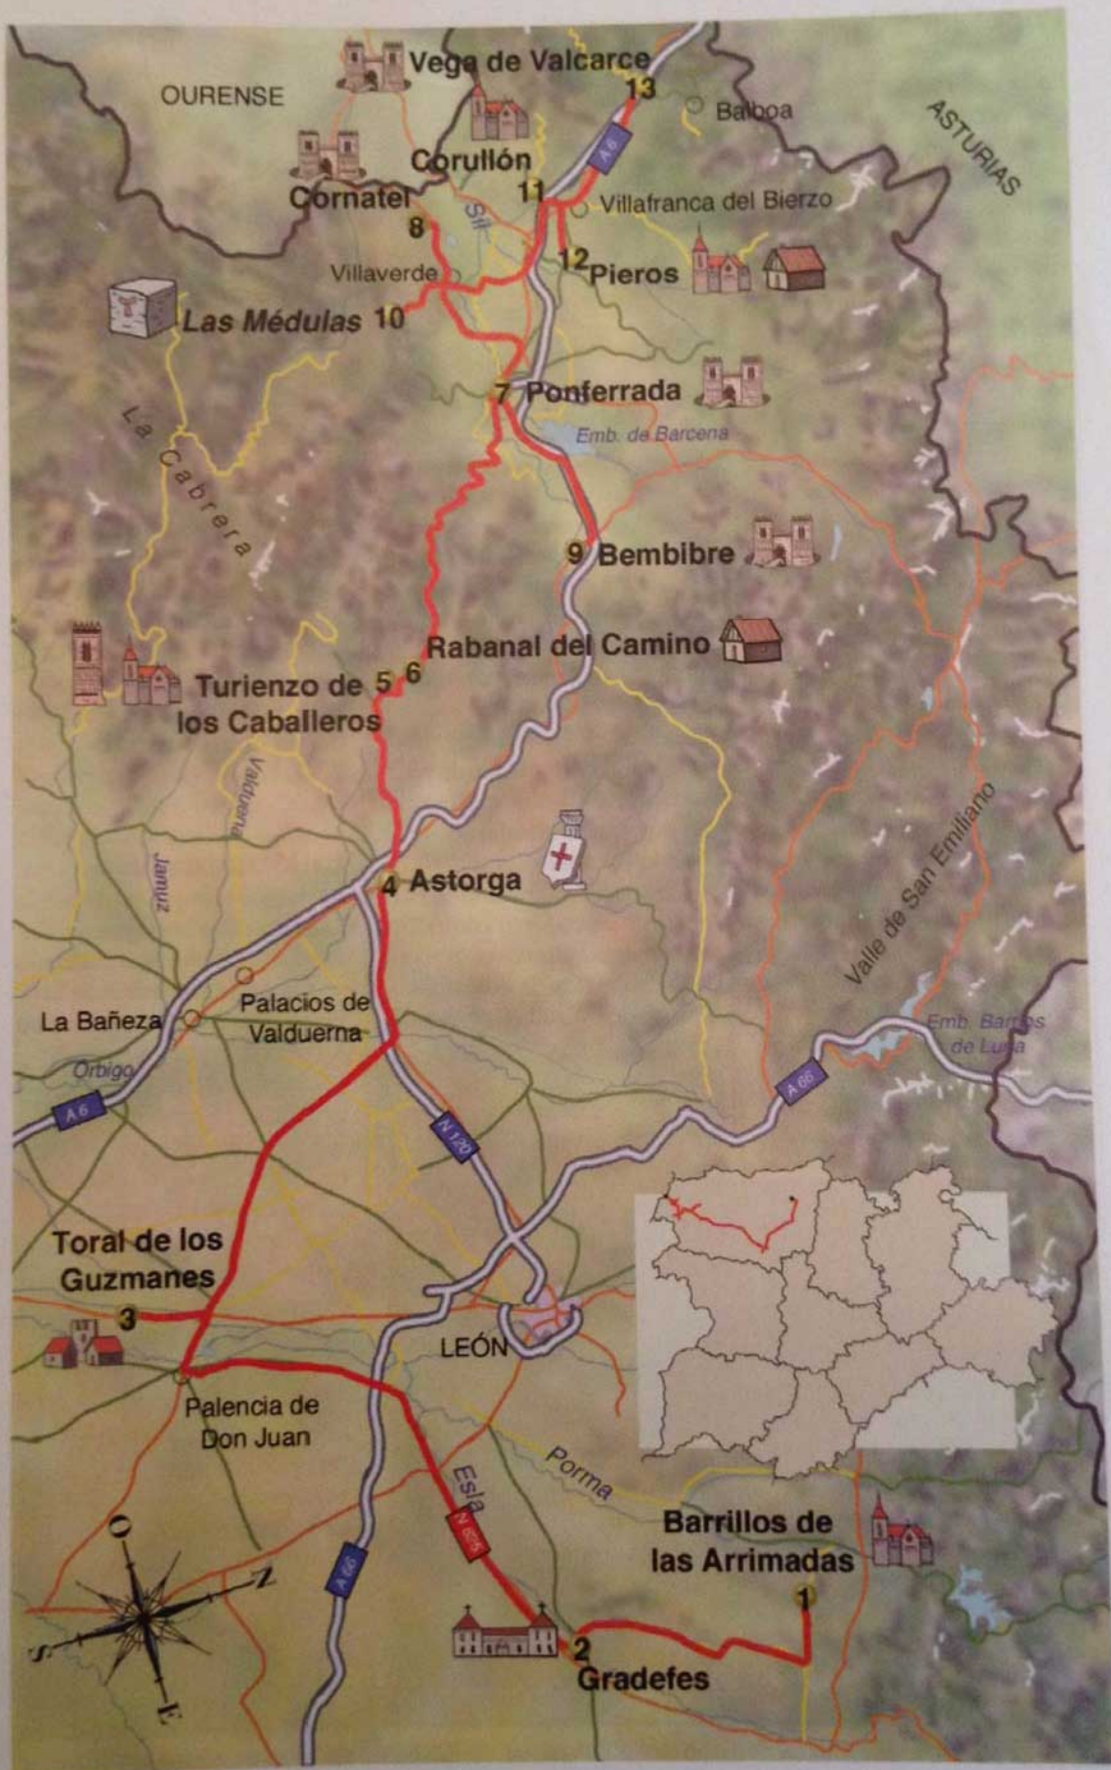 Vega de Valcarce
13
OURENSE
Balboa
ASTURIAS
A 6
Corullón
11
Cornatel
8
Sil
Villafranca del Bierzo
12
Pieros
Villaverde
Las Médulas 10
7 Ponferrada
Emb. de Barcena
La Cabrera
9 Bembibre
Rabanal del Camino
6
Turienzo de 5
los Caballeros
Valduerna
Jamuz
4 Astorga
Valle de San Emiliano
Palacios de
Valduerna
La Bañeza
Orbigo
A 6
Emb. Barrios
de Luna
A 66
N 120
Toral de los
Guzmanes
3
LEÓN
Palencia de
Don Juan
Esla
Porma
N 625
A 66
Barrillos de
las Arrimadas
1
2
Gradefes
O
N
S
E